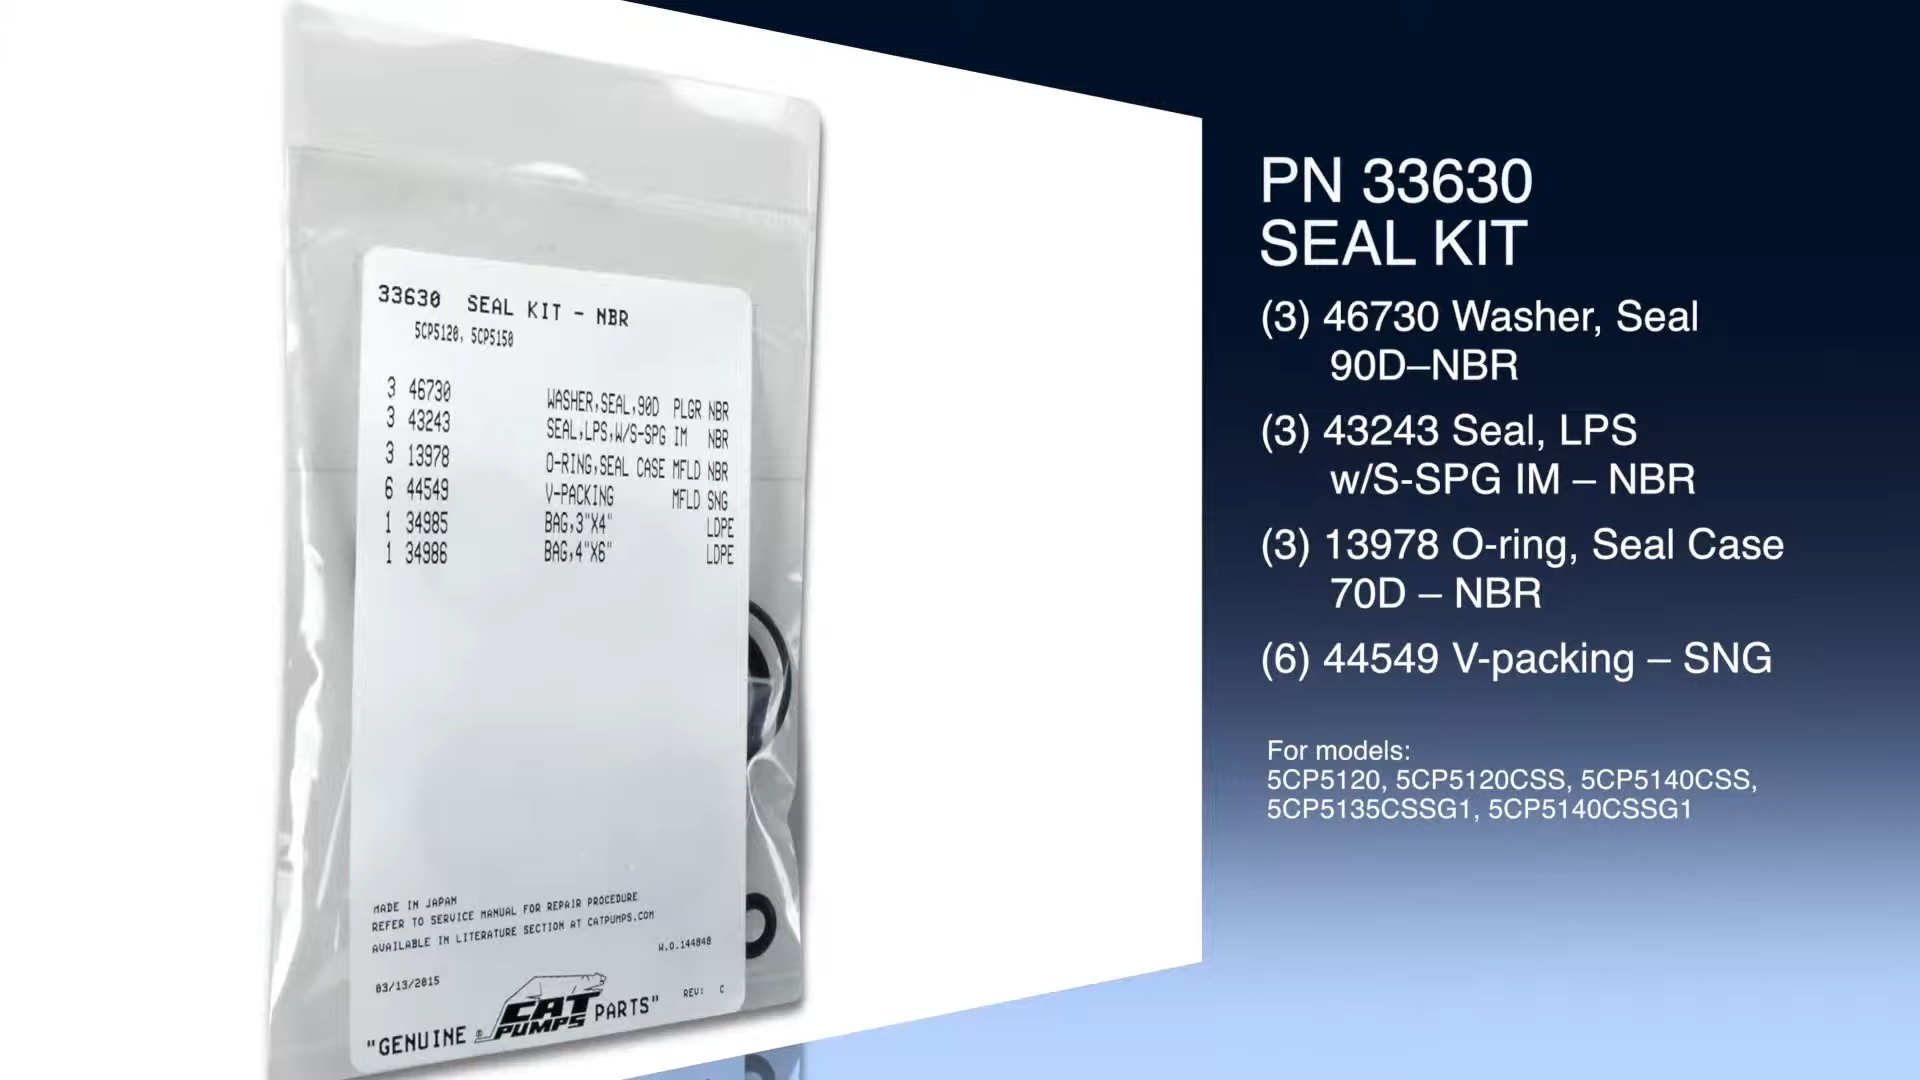 33630 SEAL KIT - NBR
5CP5120, 5CP5150
3 46730 WASHER,SEAL,90D PLGR NBR
3 43243 SEAL,LPS,W/S-SPG IM NBR
3 13978 O-RING,SEAL CASE MFLD NBR
6 44549 V-PACKING MFLD SNG
1 34985 BAG,3"X4" LDPE
1 34986 BAG,4"X6" LDPE
MADE IN JAPAN
REFER TO SERVICE MANUAL FOR REPAIR PROCEDURE
AVAILABLE IN LITERATURE SECTION AT CATPUMPS.COM
W.O.144848
03/13/2015
REV: C
"GENUINE CAT PUMPS PARTS"
PN 33630
SEAL KIT
(3) 46730 Washer, Seal
90D–NBR
(3) 43243 Seal, LPS
w/S-SPG IM – NBR
(3) 13978 O-ring, Seal Case
70D – NBR
(6) 44549 V-packing – SNG
For models:
5CP5120, 5CP5120CSS, 5CP5140CSS,
5CP5135CSSG1, 5CP5140CSSG1